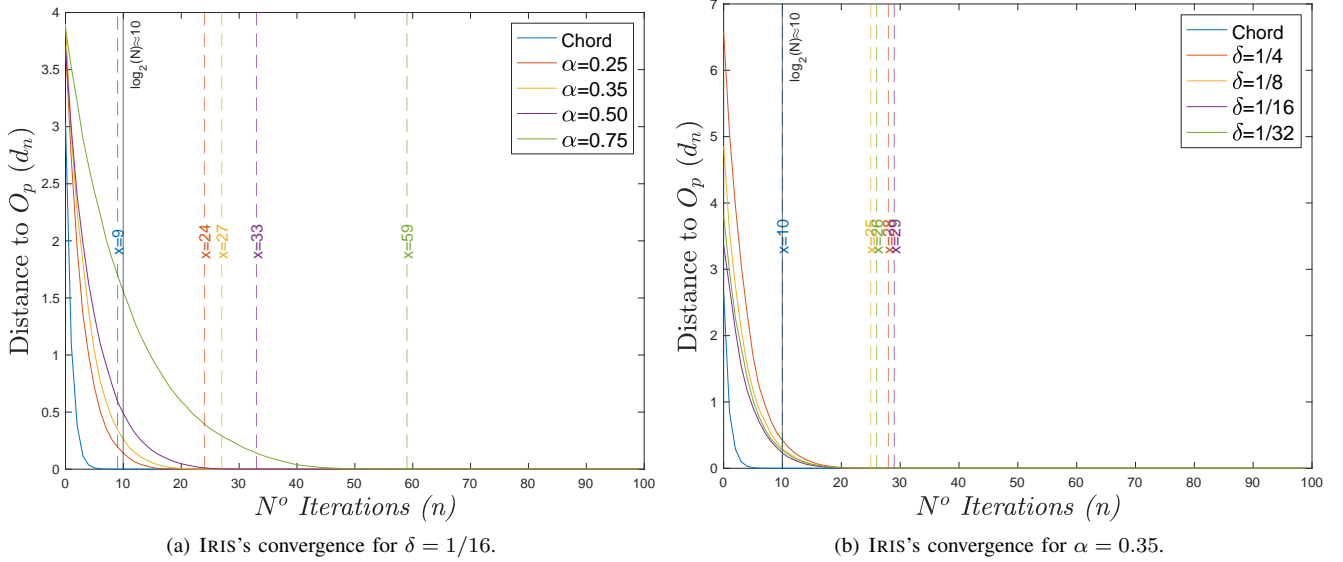 4
3.5
3
2.5
2
1.5
1
0.5
0
Distance to Oₚ (dₙ)
0 10 20 30 40 50 60 70 80 90 100
Nº Iterations (n)
log₂(N)≈10
x=9
x=24
x=27
x=33
x=59
Chord
α=0.25
α=0.35
α=0.50
α=0.75
(a) IRIS's convergence for δ = 1/16.
7
6
5
4
3
2
1
0
Distance to Oₚ (dₙ)
0 10 20 30 40 50 60 70 80 90 100
Nº Iterations (n)
log₂(N)≈10
x=10
x=25
x=26
x=28
x=29
Chord
δ=1/4
δ=1/8
δ=1/16
δ=1/32
(b) IRIS's convergence for α = 0.35.